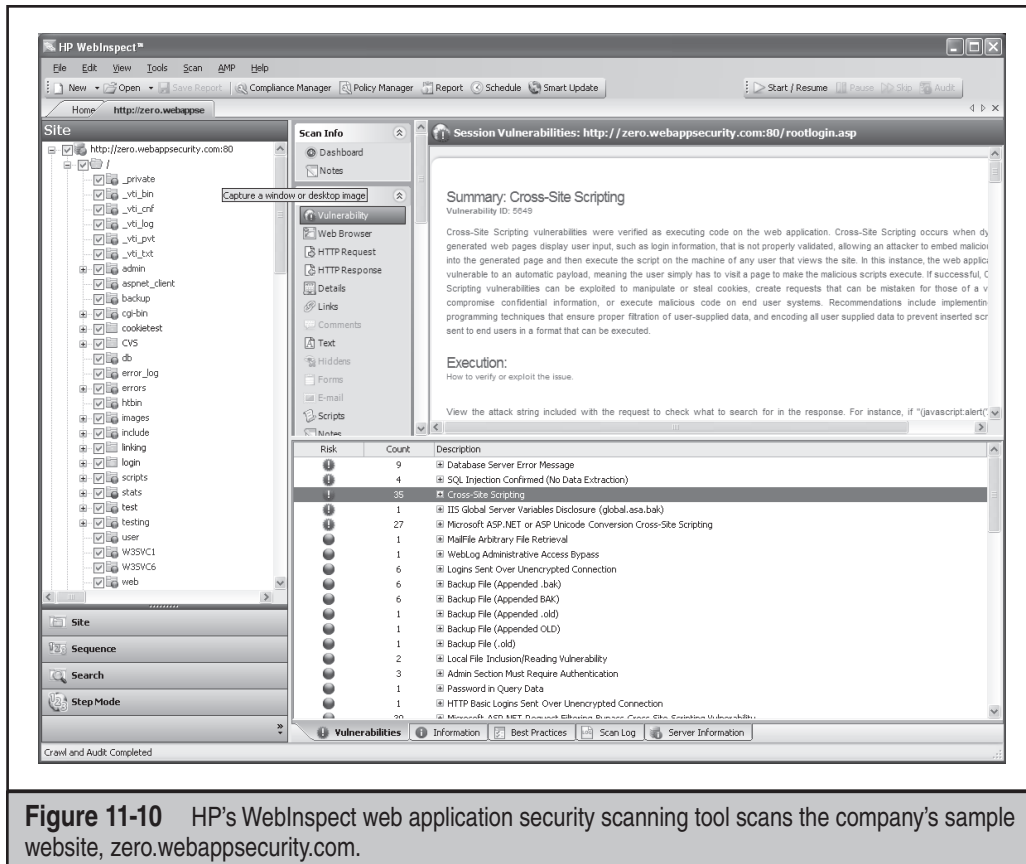 HP WebInspect™
File Edit View Tools Scan AMP Help
New Open Save Report Compliance Manager Policy Manager Report Schedule Smart Update Start / Resume Pause Skip Audit
Home http://zero.webappse
Site
http://zero.webappsecurity.com:80
/
_private
_vti_bin
_vti_cnf
_vti_log
_vti_pvt
_vti_txt
admin
aspnet_client
backup
cgi-bin
cookietest
CVS
db
error_log
errors
htbin
images
include
linking
login
scripts
stats
test
testing
user
W3SVC1
W3SVC6
web
Site
Sequence
Search
Step Mode
Capture a window or desktop image
Scan Info
Dashboard
Notes
Vulnerability
Web Browser
HTTP Request
HTTP Response
Details
Links
Comments
Text
Hiddens
Forms
E-mail
Scripts
Notes
Session Vulnerabilities: http://zero.webappsecurity.com:80/rootlogin.asp
Summary: Cross-Site Scripting
Vulnerability ID: 5649
Cross-Site Scripting vulnerabilities were verified as executing code on the web application. Cross-Site Scripting occurs when dy
generated web pages display user input, such as login information, that is not properly validated, allowing an attacker to embed malicio
into the generated page and then execute the script on the machine of any user that views the site. In this instance, the web applica
vulnerable to an automatic payload, meaning the user simply has to visit a page to make the malicious scripts execute. If successful, C
Scripting vulnerabilities can be exploited to manipulate or steal cookies, create requests that can be mistaken for those of a v
compromise confidential information, or execute malicious code on end user systems. Recommendations include implementin
programming techniques that ensure proper filtration of user-supplied data, and encoding all user supplied data to prevent inserted scr
sent to end users in a format that can be executed.
Execution:
How to verify or exploit the issue.
View the attack string included with the request to check what to search for in the response. For instance, if "(javascript:alert('
Risk Count Description
9 Database Server Error Message
4 SQL Injection Confirmed (No Data Extraction)
35 Cross-Site Scripting
1 IIS Global Server Variables Disclosure (global.asa.bak)
27 Microsoft ASP.NET or ASP Unicode Conversion Cross-Site Scripting
1 MailFile Arbitrary File Retrieval
1 WebLog Administrative Access Bypass
6 Logins Sent Over Unencrypted Connection
6 Backup File (Appended .bak)
6 Backup File (Appended BAK)
1 Backup File (Appended .old)
1 Backup File (Appended OLD)
1 Backup File (.old)
2 Local File Inclusion/Reading Vulnerability
3 Admin Section Must Require Authentication
1 Password in Query Data
1 HTTP Basic Logins Sent Over Unencrypted Connection
Microsoft ASP.NET Request Filtering Bypass Cross-Site Scripting Vulnerability
Vulnerabilities Information Best Practices Scan Log Server Information
Crawl and Audit Completed
Figure 11-10 HP's WebInspect web application security scanning tool scans the company's sample
website, zero.webappsecurity.com.